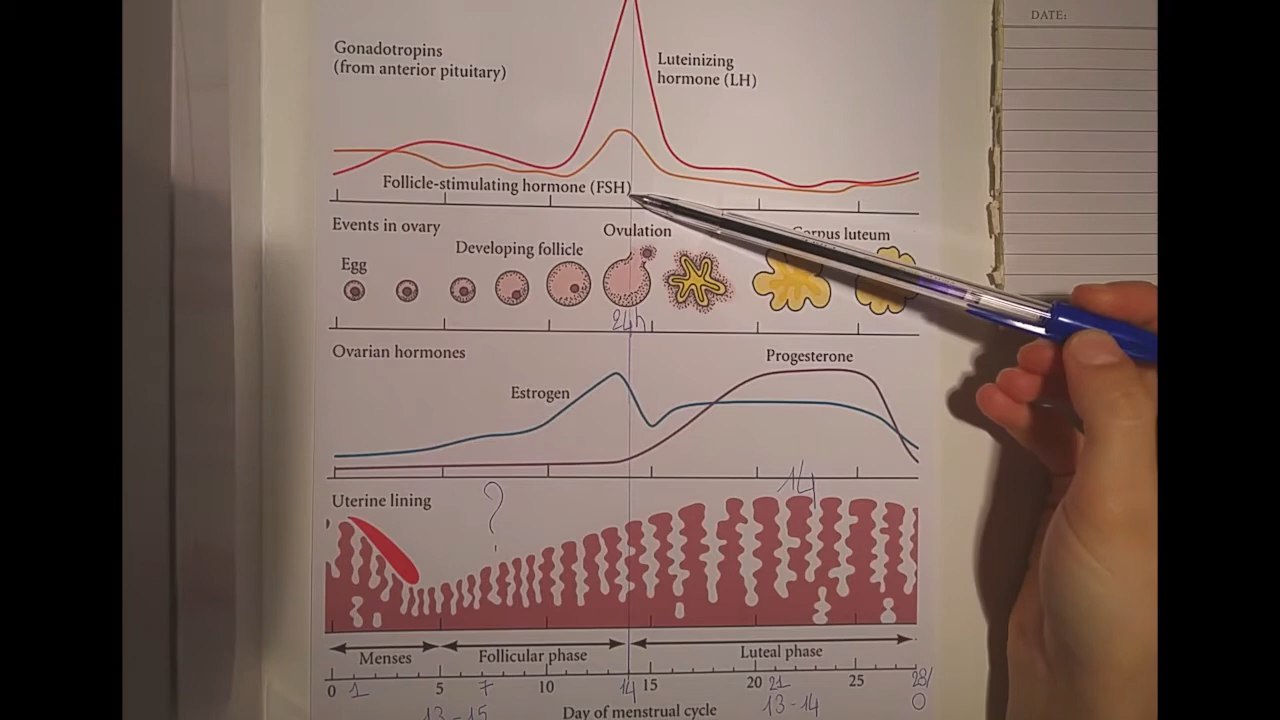 DATE:
Gonadotropins
(from anterior pituitary)
Luteinizing
hormone (LH)
Follicle-stimulating hormone (FSH)
Events in ovary
Ovulation
Corpus luteum
Developing follicle
Egg
24h
Ovarian hormones
Progesterone
Estrogen
14
Uterine lining
?
Menses
Follicular phase
Luteal phase
0 1 5 7 10 14 15 20 21 25 28/
0
13-15
13-14
Day of menstrual cycle